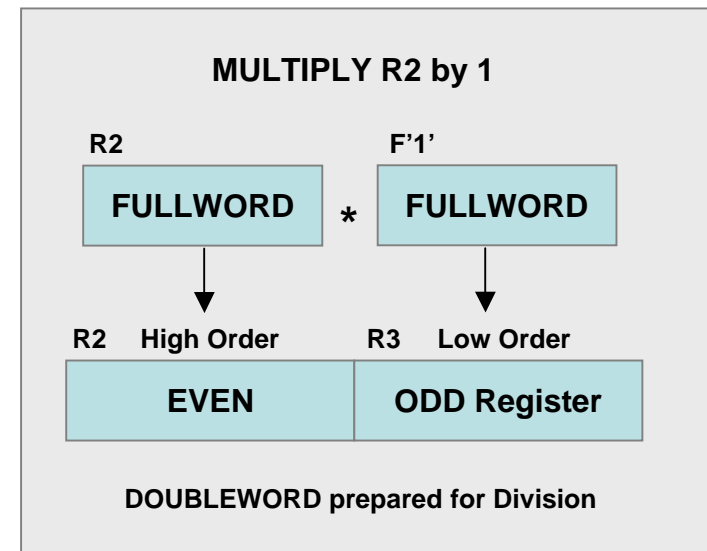 MULTIPLY R2 by 1
R2 F'1'
FULLWORD * FULLWORD
R2 High Order R3 Low Order
EVEN ODD Register
DOUBLEWORD prepared for Division